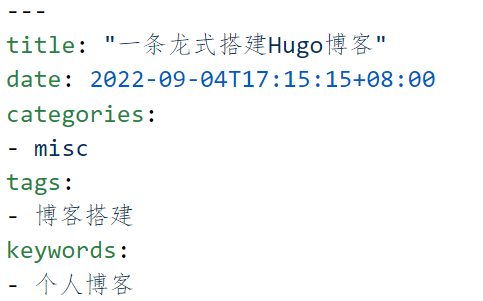 ---
title: "一条龙式搭建Hugo博客"
date: 2022-09-04T17:15:15+08:00
categories:
- misc
tags:
- 博客搭建
keywords:
- 个人博客